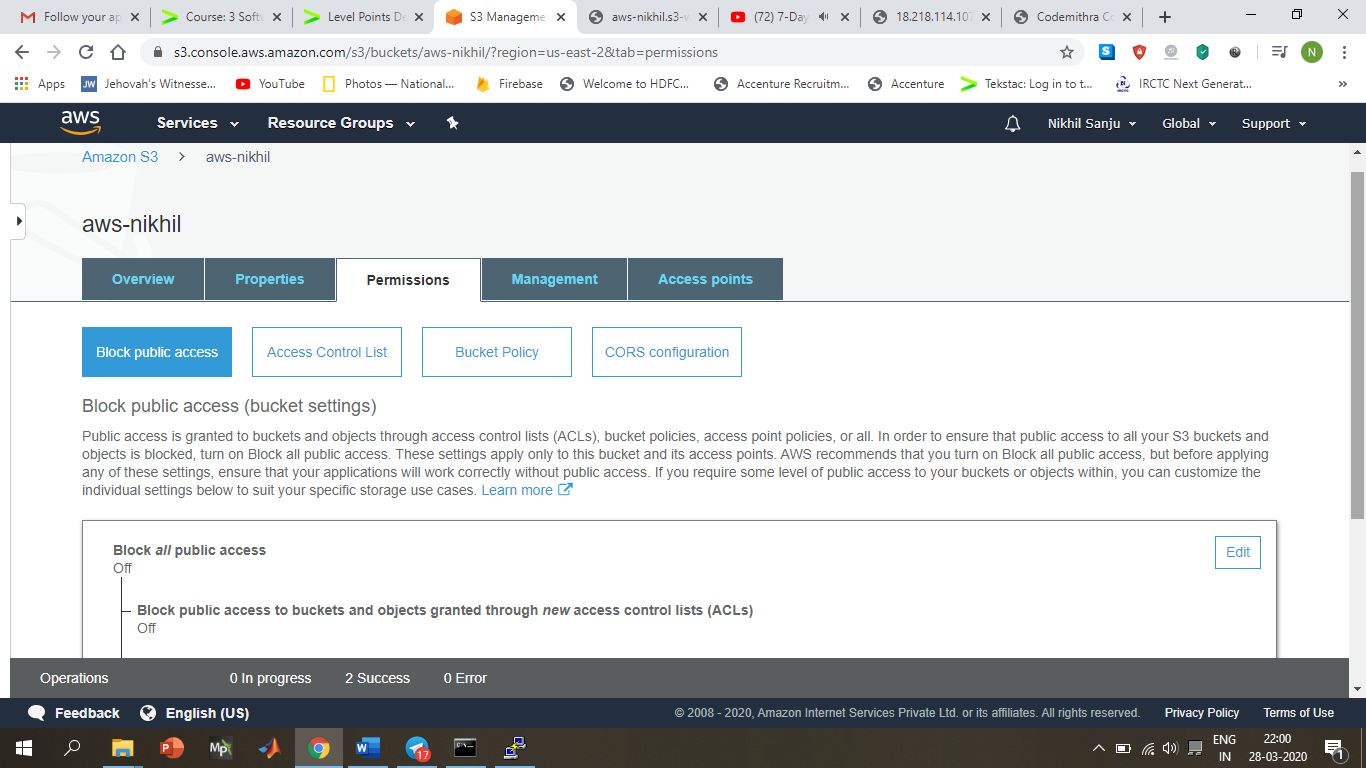 Follow your ap
Course: 3 Soft
Level Points De
S3 Manageme
aws-nikhil.s3-w
(72) 7-Day
18.218.114.107
Codemithra Co
s3.console.aws.amazon.com/s3/buckets/aws-nikhil/?region=us-east-2&tab=permissions
N
Apps
JW Jehovah's Witnesse...
YouTube
Photos — National...
Firebase
Welcome to HDFC...
Accenture Recruitm...
Accenture
Tekstac: Log in to t...
IRCTC Next Generat...
aws
Services
Resource Groups
Nikhil Sanju
Global
Support
Amazon S3 > aws-nikhil
aws-nikhil
Overview
Properties
Permissions
Management
Access points
Block public access
Access Control List
Bucket Policy
CORS configuration
Block public access (bucket settings)
Public access is granted to buckets and objects through access control lists (ACLs), bucket policies, access point policies, or all. In order to ensure that public access to all your S3 buckets and
objects is blocked, turn on Block all public access. These settings apply only to this bucket and its access points. AWS recommends that you turn on Block all public access, but before applying
any of these settings, ensure that your applications will work correctly without public access. If you require some level of public access to your buckets or objects within, you can customize the
individual settings below to suit your specific storage use cases. Learn more
Block all public access
Off
Edit
Block public access to buckets and objects granted through new access control lists (ACLs)
Off
Operations
0 In progress
2 Success
0 Error
Feedback
English (US)
© 2008 - 2020, Amazon Internet Services Private Ltd. or its affiliates. All rights reserved.
Privacy Policy
Terms of Use
17
ENG
IN
22:00
28-03-2020
1